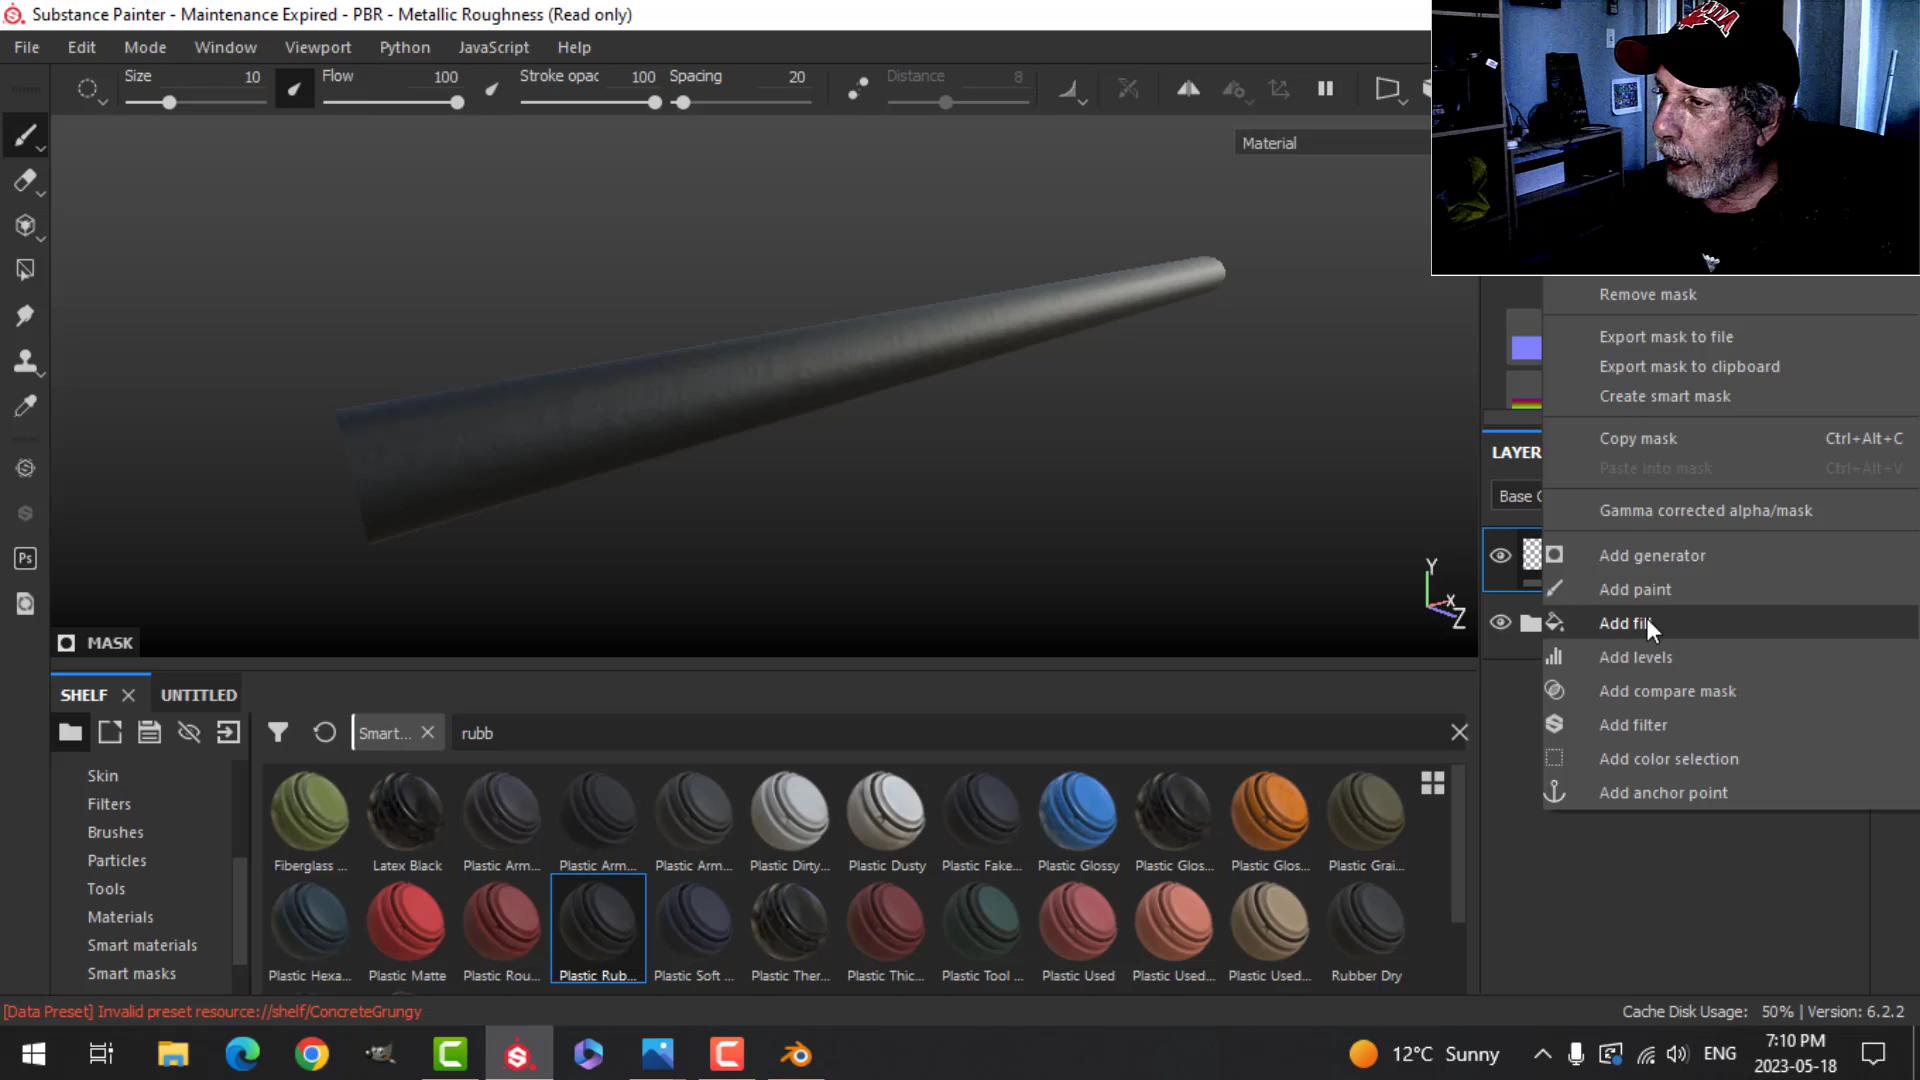 Substance Painter - Maintenance Expired - PBR - Metallic Roughness (Read only)
File Edit Mode Window Viewport Python JavaScript Help
Size 10 Flow 100 Stroke opac 100 Spacing 20 Distance 8
Material
Remove mask
Export mask to file
Export mask to clipboard
Create smart mask
Copy mask Ctrl+Alt+C
Paste into mask Ctrl+Alt+V
Gamma corrected alpha/mask
Add generator
Add paint
Add fil
Add levels
Add compare mask
Add filter
Add color selection
Add anchor point
LAYER
Base C
Y
X
Z
Ps
MASK
SHELF UNTITLED
Smart... rubb
Skin
Filters
Brushes
Particles
Tools
Materials
Smart materials
Smart masks
Fiberglass ... Latex Black Plastic Arm... Plastic Arm... Plastic Arm... Plastic Dirty... Plastic Dusty Plastic Fake... Plastic Glossy Plastic Glos... Plastic Glos... Plastic Grai...
Plastic Hexa... Plastic Matte Plastic Rou... Plastic Rub... Plastic Soft ... Plastic Ther... Plastic Thic... Plastic Tool ... Plastic Used Plastic Used... Plastic Used... Rubber Dry
[Data Preset] Invalid preset resource://shelf/ConcreteGrungy
Cache Disk Usage: 50% | Version: 6.2.2
12°C Sunny
ENG
7:10 PM
2023-05-18